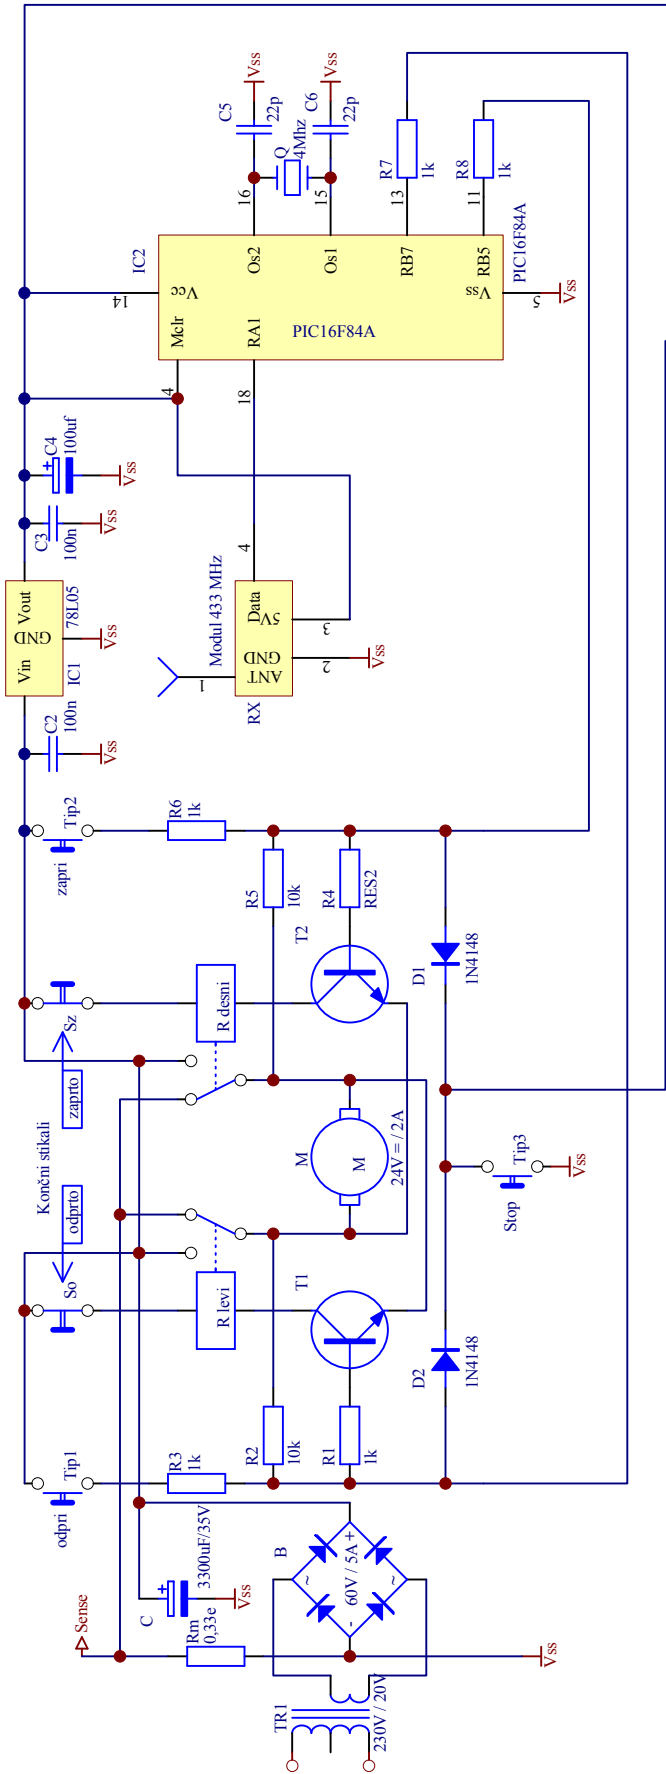 Vss
Vss
C5
22p
C6
22p
Q
4Mhz
16
15
R7
1k
R8
1k
13
11
IC2
Os2
Os1
RB7
RB5
PIC16F84A
Vcc
14
Vss
5
Vss
Mclr
RA1
PIC16F84A
4
18
C4
100uf
+
Vss
C3
100n
Vss
Vout
78L05
GND
Vss
Vin
IC1
Modul 433 MHz
4
Data
5V
3
GND
2
Vss
ANT
1
RX
C2
100n
Vss
Tip2
zapri
R6
1k
R5
10k
R4
RES2
T2
D1
1N4148
Sz
R desni
zaprto
Končni stikali
odprto
So
M
M
24V = / 2A
Tip3
Vss
Stop
R levi
T1
D2
1N4148
Tip1
odpri
R3
1k
R2
10k
R1
1k
C
3300uF/35V
+
Vss
Sense
Rm
0,33e
B
~
60V / 5A
+
-
~
Vss
TR1
230V / 20V